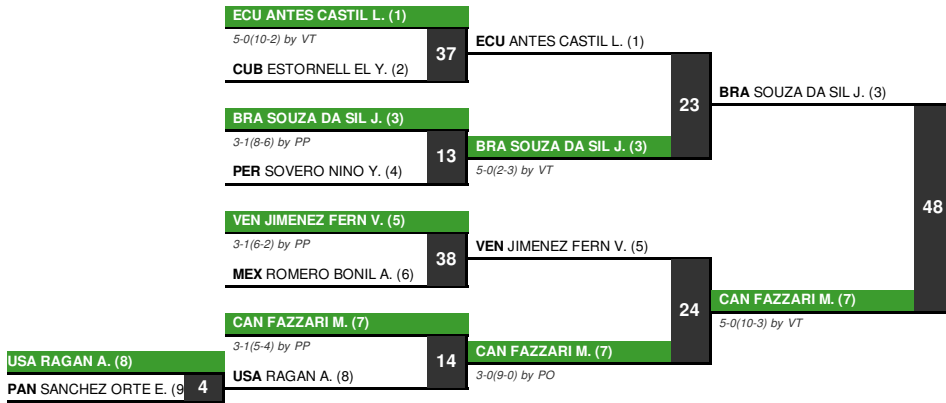 ECU ANTES CASTIL L. (1)
5-0(10-2) by VT
37
CUB ESTORNELL EL Y. (2)
ECU ANTES CASTIL L. (1)
23
BRA SOUZA DA SIL J. (3)
BRA SOUZA DA SIL J. (3)
3-1(8-6) by PP
13
PER SOVERO NINO Y. (4)
BRA SOUZA DA SIL J. (3)
5-0(2-3) by VT
48
VEN JIMENEZ FERN V. (5)
3-1(6-2) by PP
38
MEX ROMERO BONIL A. (6)
VEN JIMENEZ FERN V. (5)
24
CAN FAZZARI M. (7)
5-0(10-3) by VT
CAN FAZZARI M. (7)
3-1(5-4) by PP
14
USA RAGAN A. (8)
CAN FAZZARI M. (7)
3-0(9-0) by PO
USA RAGAN A. (8)
PAN SANCHEZ ORTE E. (9
4